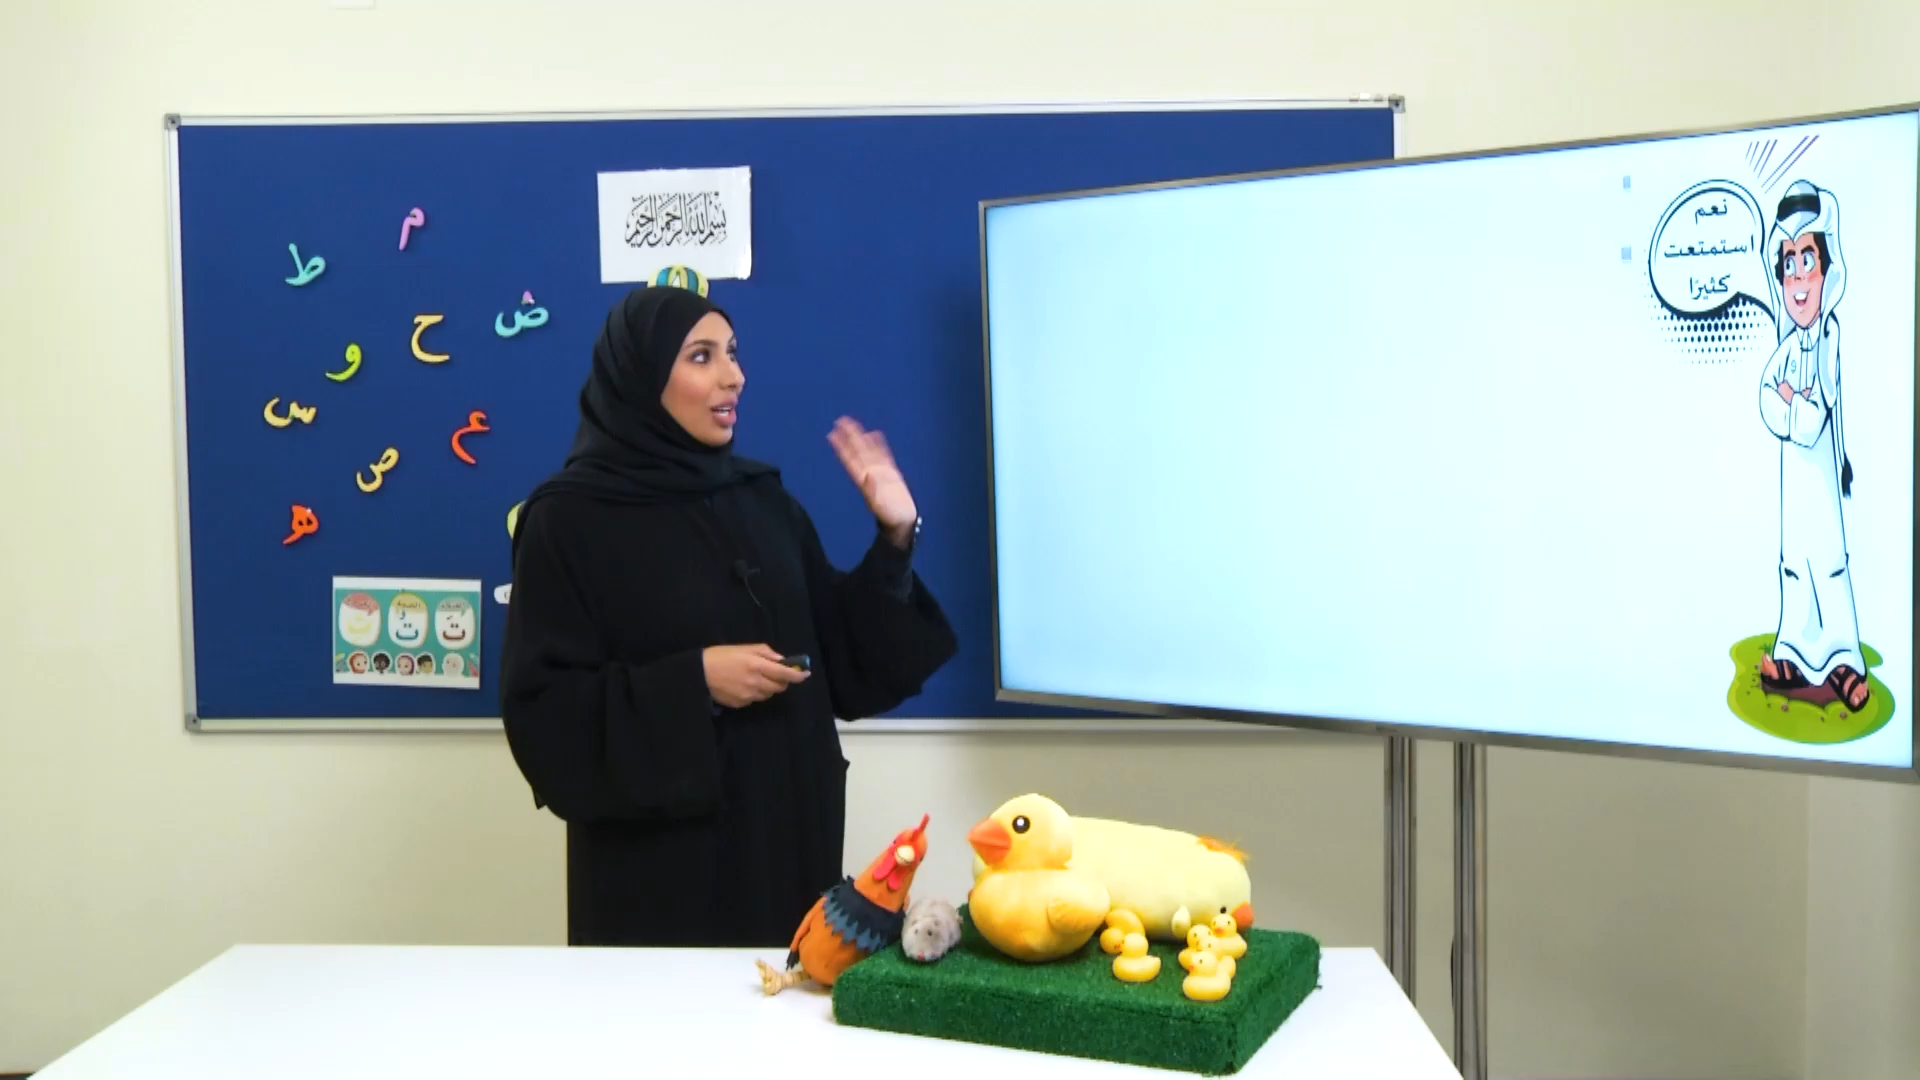 بسم الله الرحمن الرحيم
م
ط
ض
ح
و
س
ع
ص
ه
تَ
تُ
تِ
نعم
استمتعت
كثيرًا